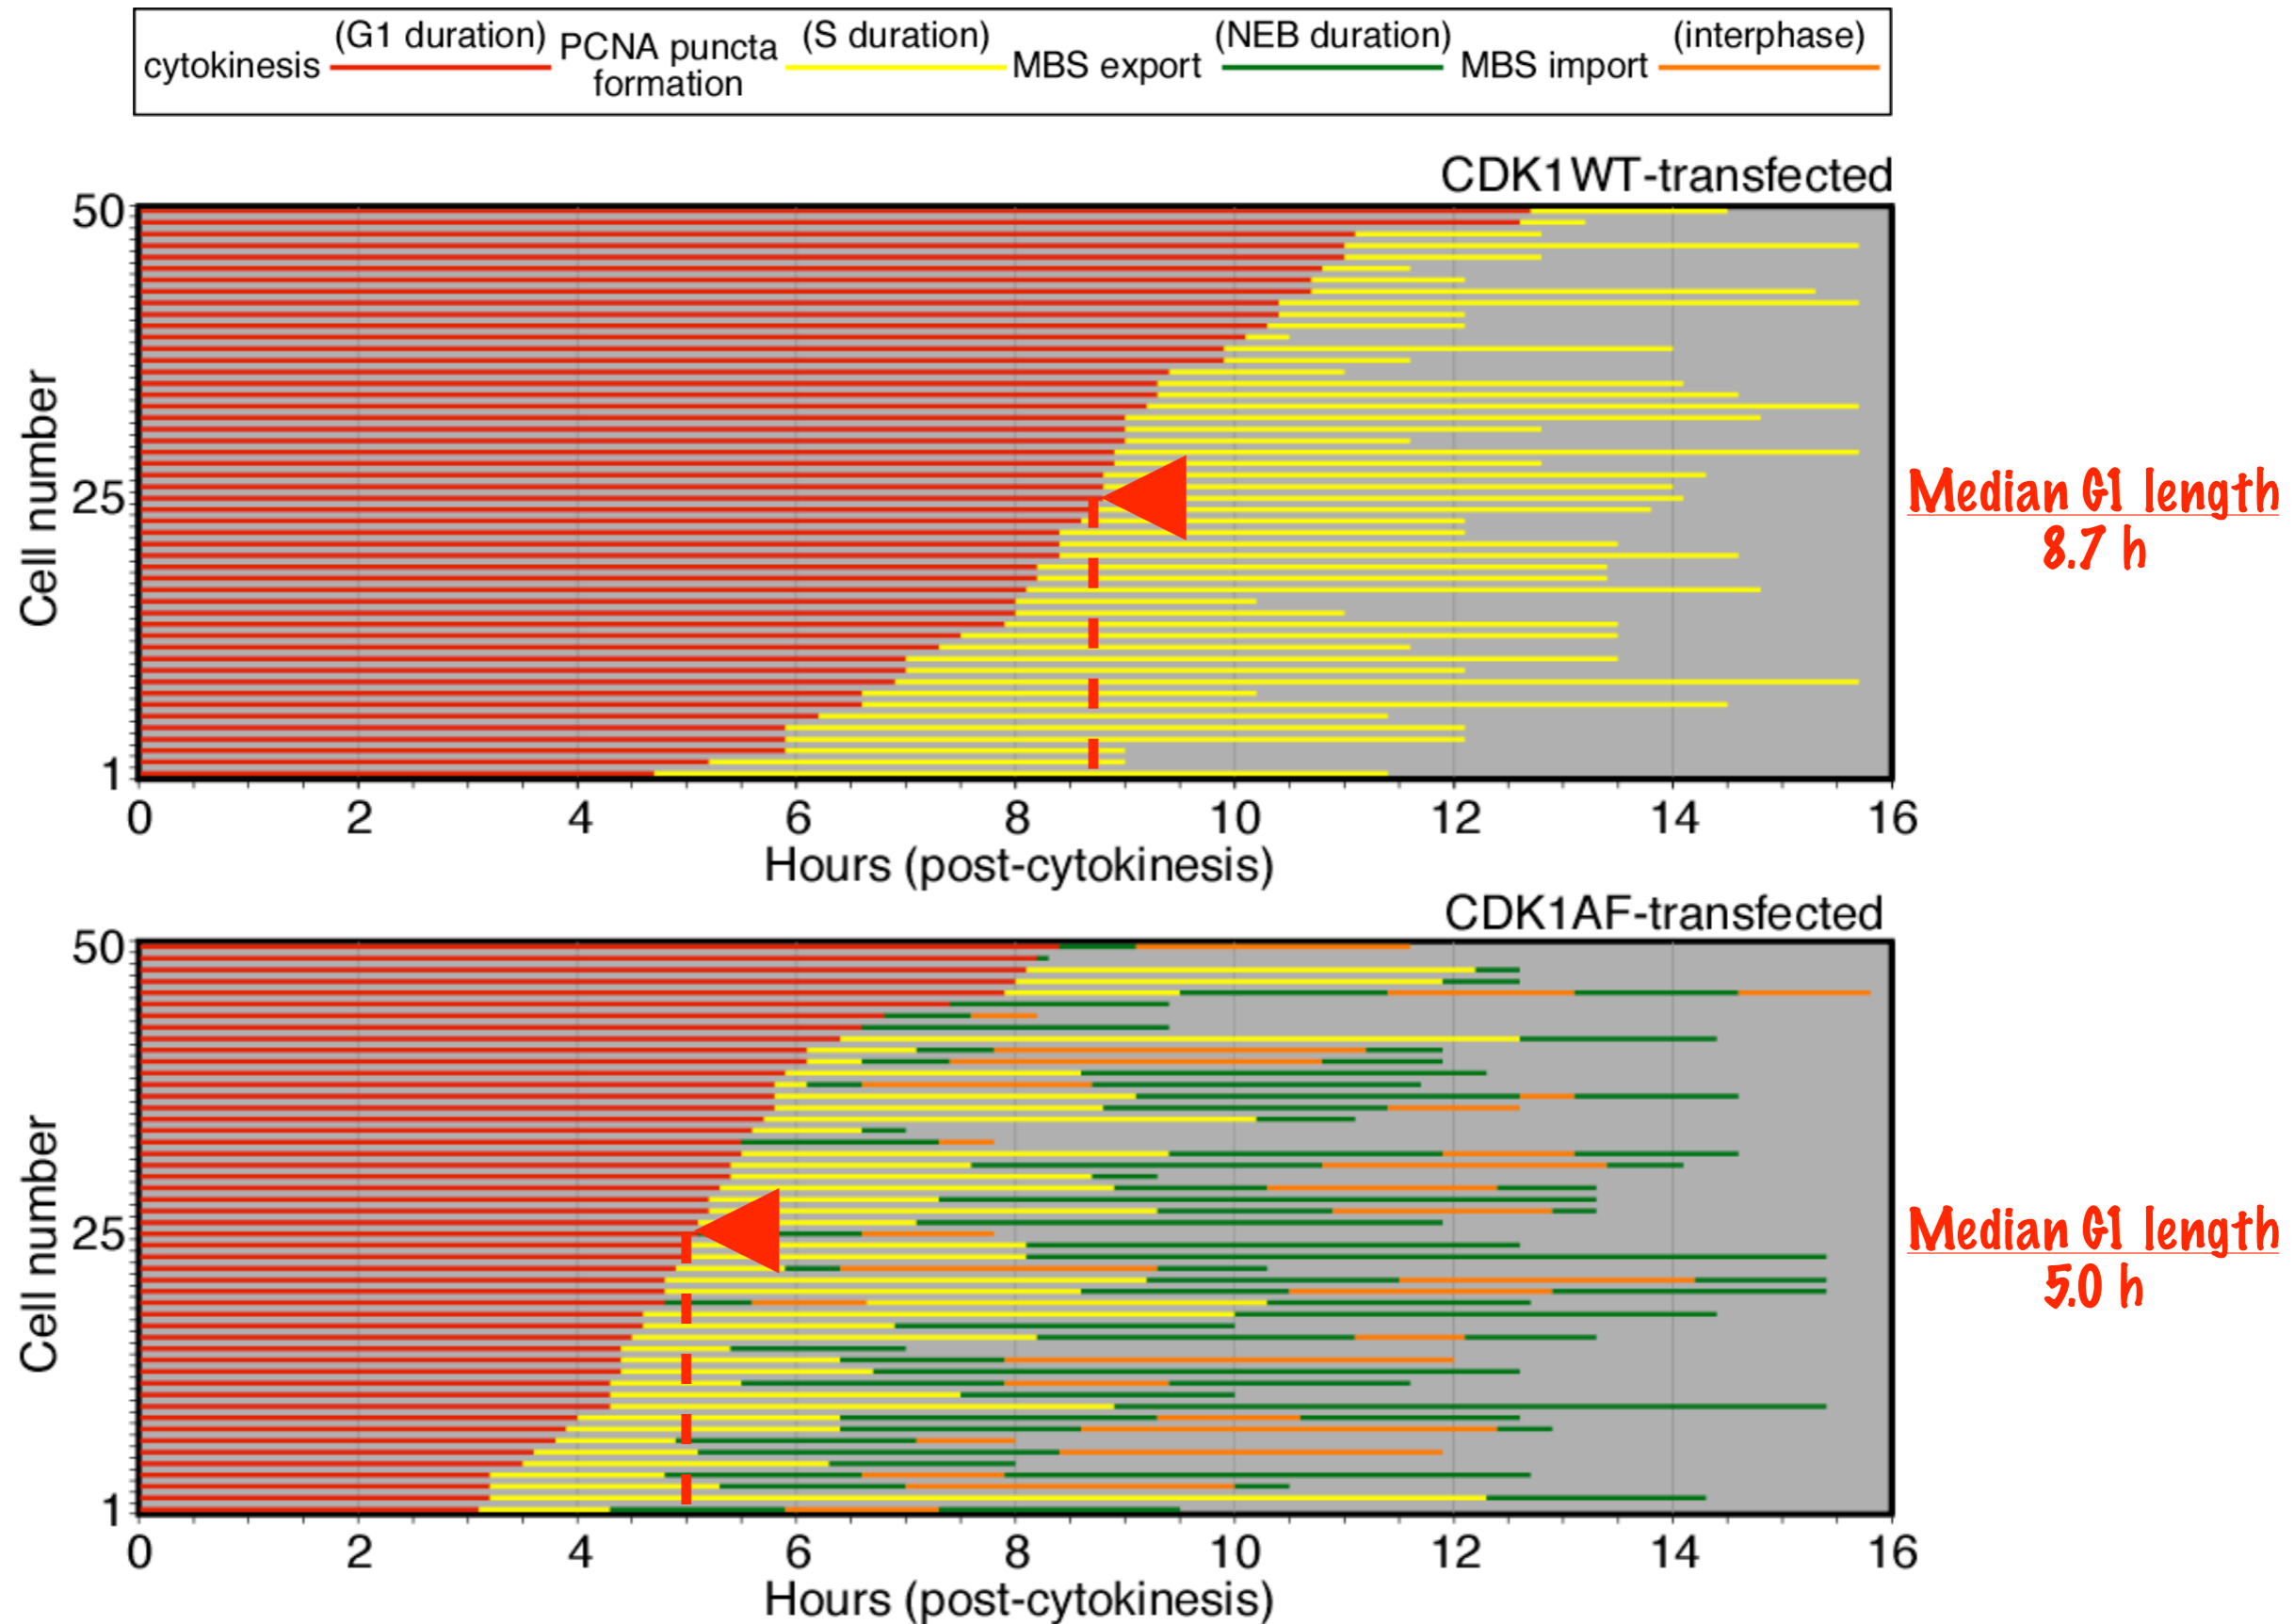 (G1 duration) (S duration) (NEB duration) (interphase)
cytokinesis PCNA puncta formation MBS export MBS import
CDK1WT-transfected
50
25
1
Cell number
0 2 4 6 8 10 12 14 16
Hours (post-cytokinesis)
Median G1 length
8.7 h
CDK1AF-transfected
50
25
1
Cell number
0 2 4 6 8 10 12 14 16
Hours (post-cytokinesis)
Median G1 length
5.0 h